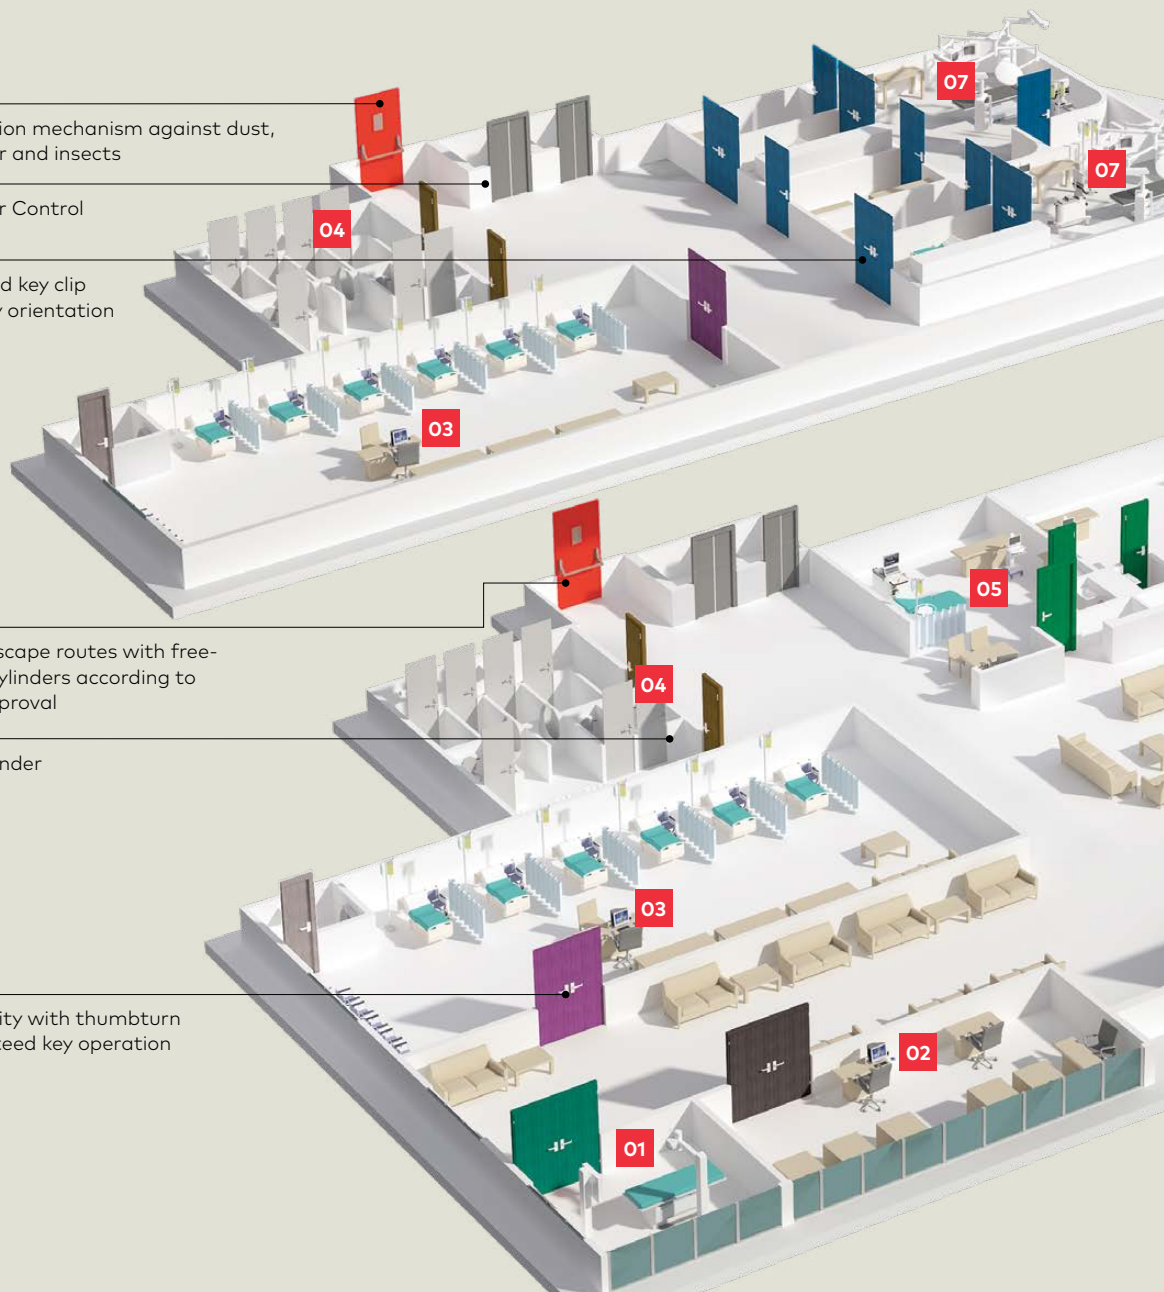 07
ion mechanism against dust,
r and insects
07
r Control
04
d key clip
y orientation
03
05
scape routes with free-
ylinders according to
proval
04
nder
03
ity with thumbturn
teed key operation
02
01